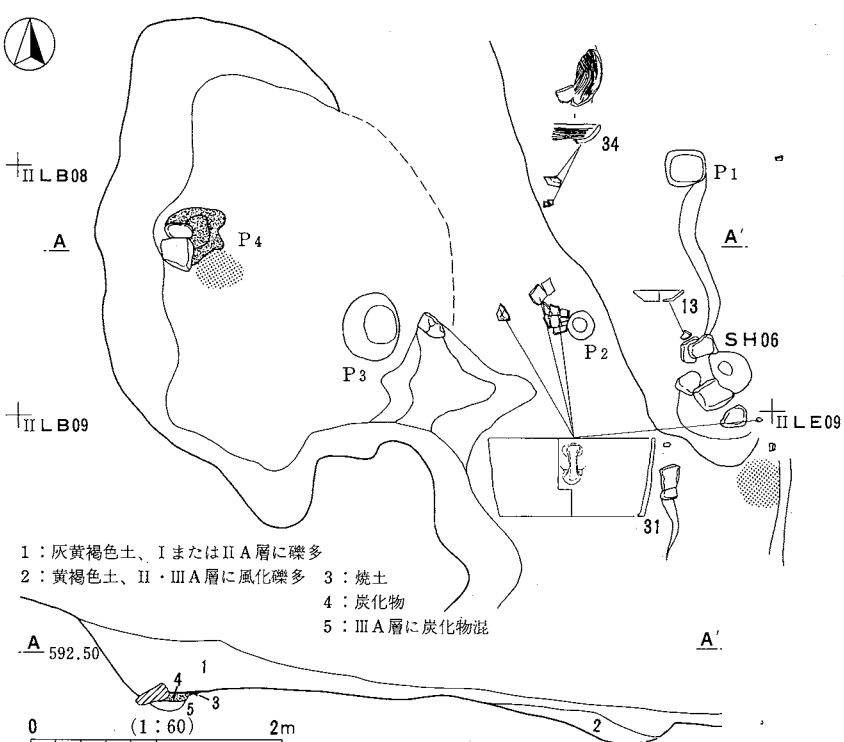 34
ⅡLB08
P1
A
P4
A'
13
SH06
P2
P3
ⅡLB09
ⅡLE09
31
1：灰黄褐色土、ⅠまたはⅡA層に礫多
2：黄褐色土、Ⅱ・ⅢA層に風化礫多
3：焼土
4：炭化物
5：ⅢA層に炭化物混
A
592.50
A'
1
4
5
3
2
0
(1：60)
2m